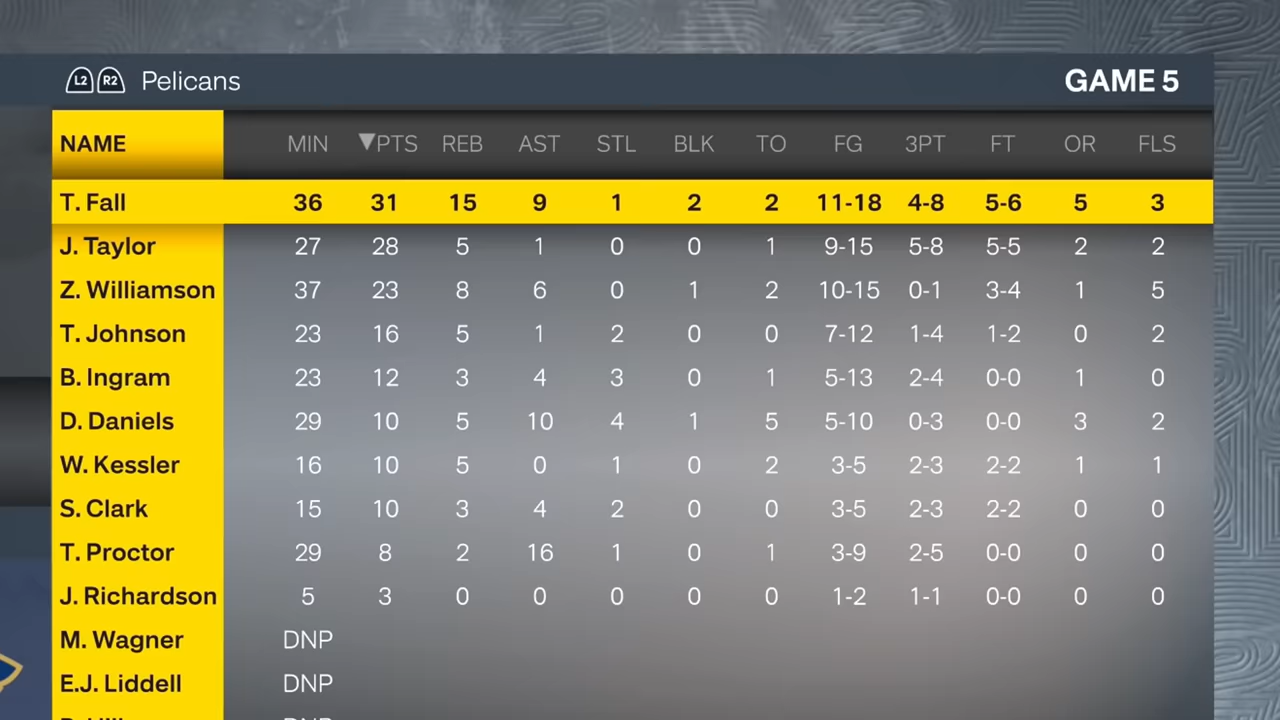 L2 R2 Pelicans GAME 5
NAME MIN ▼PTS REB AST STL BLK TO FG 3PT FT OR FLS
T. Fall 36 31 15 9 1 2 2 11-18 4-8 5-6 5 3
J. Taylor 27 28 5 1 0 0 1 9-15 5-8 5-5 2 2
Z. Williamson 37 23 8 6 0 1 2 10-15 0-1 3-4 1 5
T. Johnson 23 16 5 1 2 0 0 7-12 1-4 1-2 0 2
B. Ingram 23 12 3 4 3 0 1 5-13 2-4 0-0 1 0
D. Daniels 29 10 5 10 4 1 5 5-10 0-3 0-0 3 2
W. Kessler 16 10 5 0 1 0 2 3-5 2-3 2-2 1 1
S. Clark 15 10 3 4 2 0 0 3-5 2-3 2-2 0 0
T. Proctor 29 8 2 16 1 0 1 3-9 2-5 0-0 0 0
J. Richardson 5 3 0 0 0 0 0 1-2 1-1 0-0 0 0
M. Wagner DNP
E.J. Liddell DNP